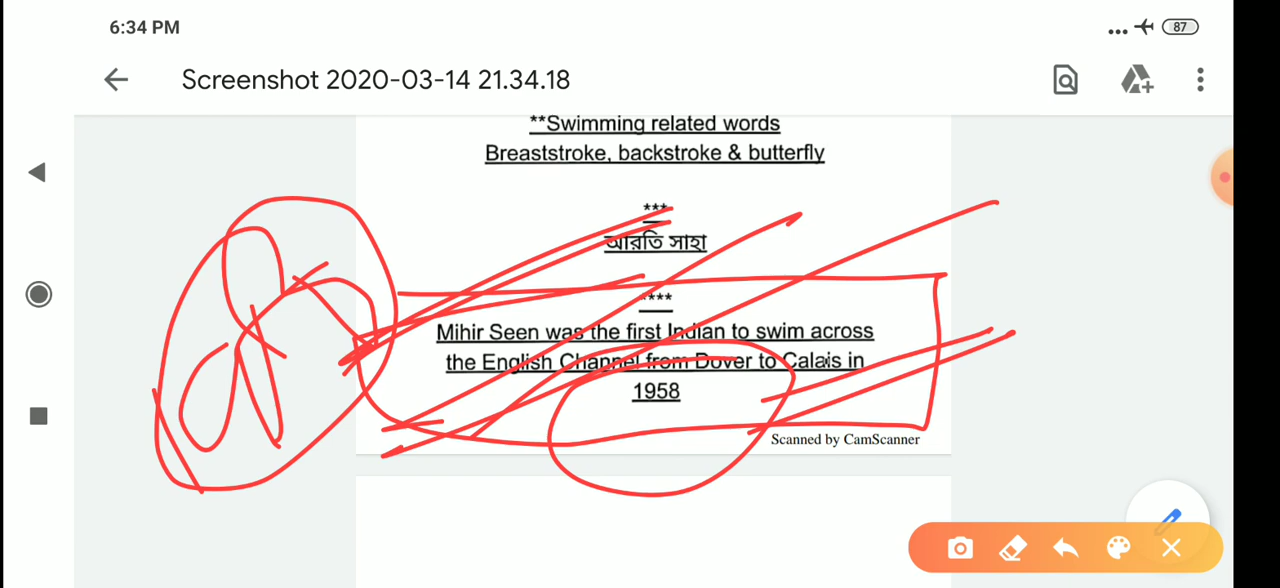 6:34 PM
87
Screenshot 2020-03-14 21.34.18
**Swimming related words
Breaststroke, backstroke & butterfly
***
আরতি সাহা
****
Mihir Seen was the first Indian to swim across
the English Channel from Dover to Calais in
1958
Scanned by CamScanner